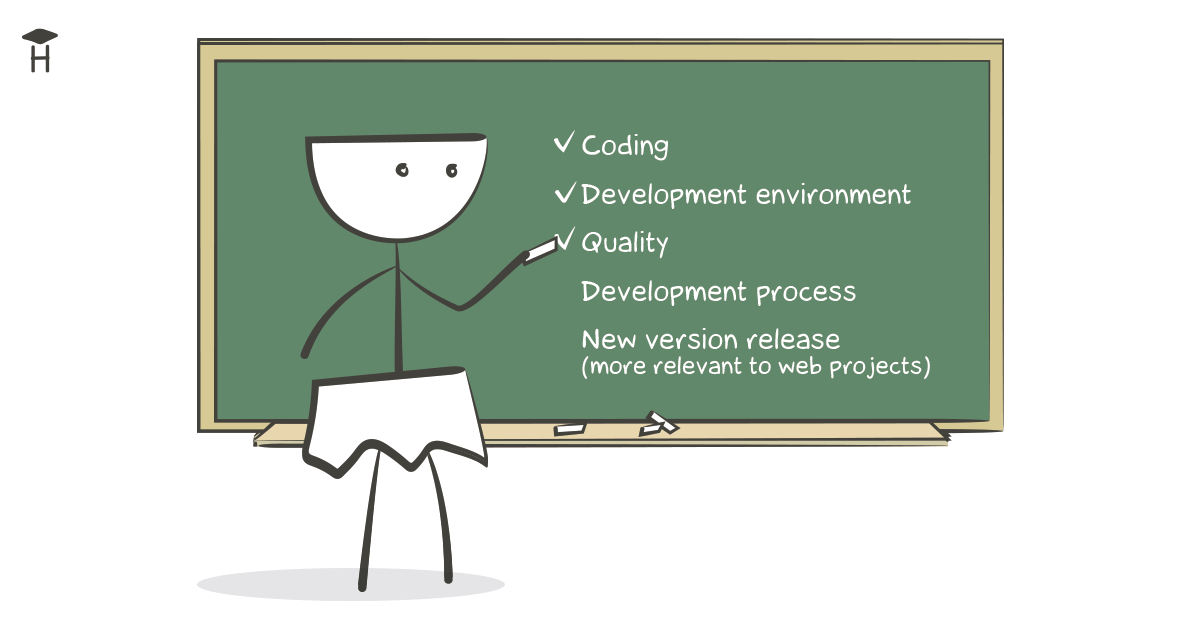 H
✓ Coding
✓ Development environment
✓ Quality
Development process
New version release
(more relevant to web projects)